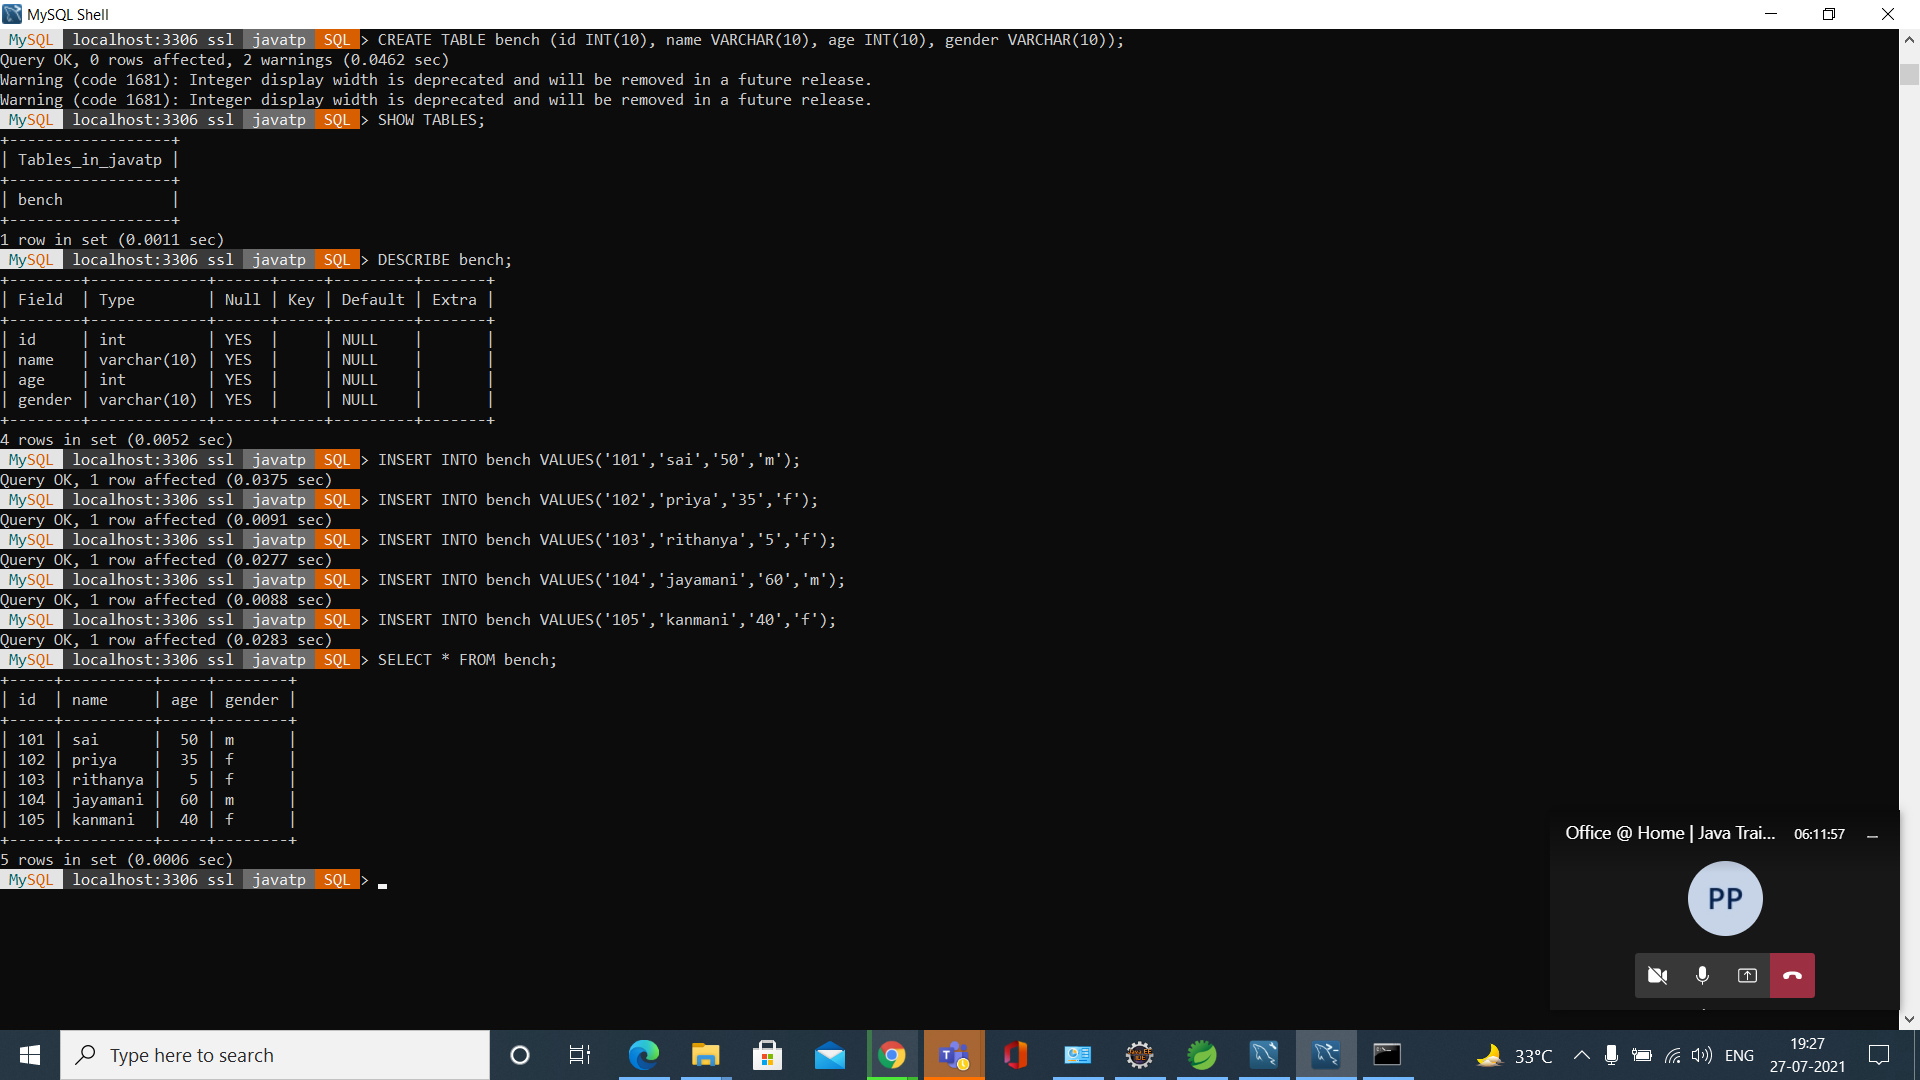 MySQL Shell
MySQL localhost:3306 ssl javatp SQL > CREATE TABLE bench (id INT(10), name VARCHAR(10), age INT(10), gender VARCHAR(10));
Query OK, 0 rows affected, 2 warnings (0.0462 sec)
Warning (code 1681): Integer display width is deprecated and will be removed in a future release.
Warning (code 1681): Integer display width is deprecated and will be removed in a future release.
MySQL localhost:3306 ssl javatp SQL > SHOW TABLES;
+------------------+
| Tables_in_javatp |
+------------------+
| bench            |
+------------------+
1 row in set (0.0011 sec)
MySQL localhost:3306 ssl javatp SQL > DESCRIBE bench;
+--------+-------------+------+-----+---------+-------+
| Field  | Type        | Null | Key | Default | Extra |
+--------+-------------+------+-----+---------+-------+
| id     | int         | YES  |     | NULL    |       |
| name   | varchar(10) | YES  |     | NULL    |       |
| age    | int         | YES  |     | NULL    |       |
| gender | varchar(10) | YES  |     | NULL    |       |
+--------+-------------+------+-----+---------+-------+
4 rows in set (0.0052 sec)
MySQL localhost:3306 ssl javatp SQL > INSERT INTO bench VALUES('101','sai','50','m');
Query OK, 1 row affected (0.0375 sec)
MySQL localhost:3306 ssl javatp SQL > INSERT INTO bench VALUES('102','priya','35','f');
Query OK, 1 row affected (0.0091 sec)
MySQL localhost:3306 ssl javatp SQL > INSERT INTO bench VALUES('103','rithanya','5','f');
Query OK, 1 row affected (0.0277 sec)
MySQL localhost:3306 ssl javatp SQL > INSERT INTO bench VALUES('104','jayamani','60','m');
Query OK, 1 row affected (0.0088 sec)
MySQL localhost:3306 ssl javatp SQL > INSERT INTO bench VALUES('105','kanmani','40','f');
Query OK, 1 row affected (0.0283 sec)
MySQL localhost:3306 ssl javatp SQL > SELECT * FROM bench;
+-----+----------+-----+--------+
| id  | name     | age | gender |
+-----+----------+-----+--------+
| 101 | sai      |  50 | m      |
| 102 | priya    |  35 | f      |
| 103 | rithanya |   5 | f      |
| 104 | jayamani |  60 | m      |
| 105 | kanmani  |  40 | f      |
+-----+----------+-----+--------+
5 rows in set (0.0006 sec)
MySQL localhost:3306 ssl javatp SQL >
Office @ Home | Java Trai... 06:11:57
PP
Type here to search
33°C
ENG
19:27
27-07-2021